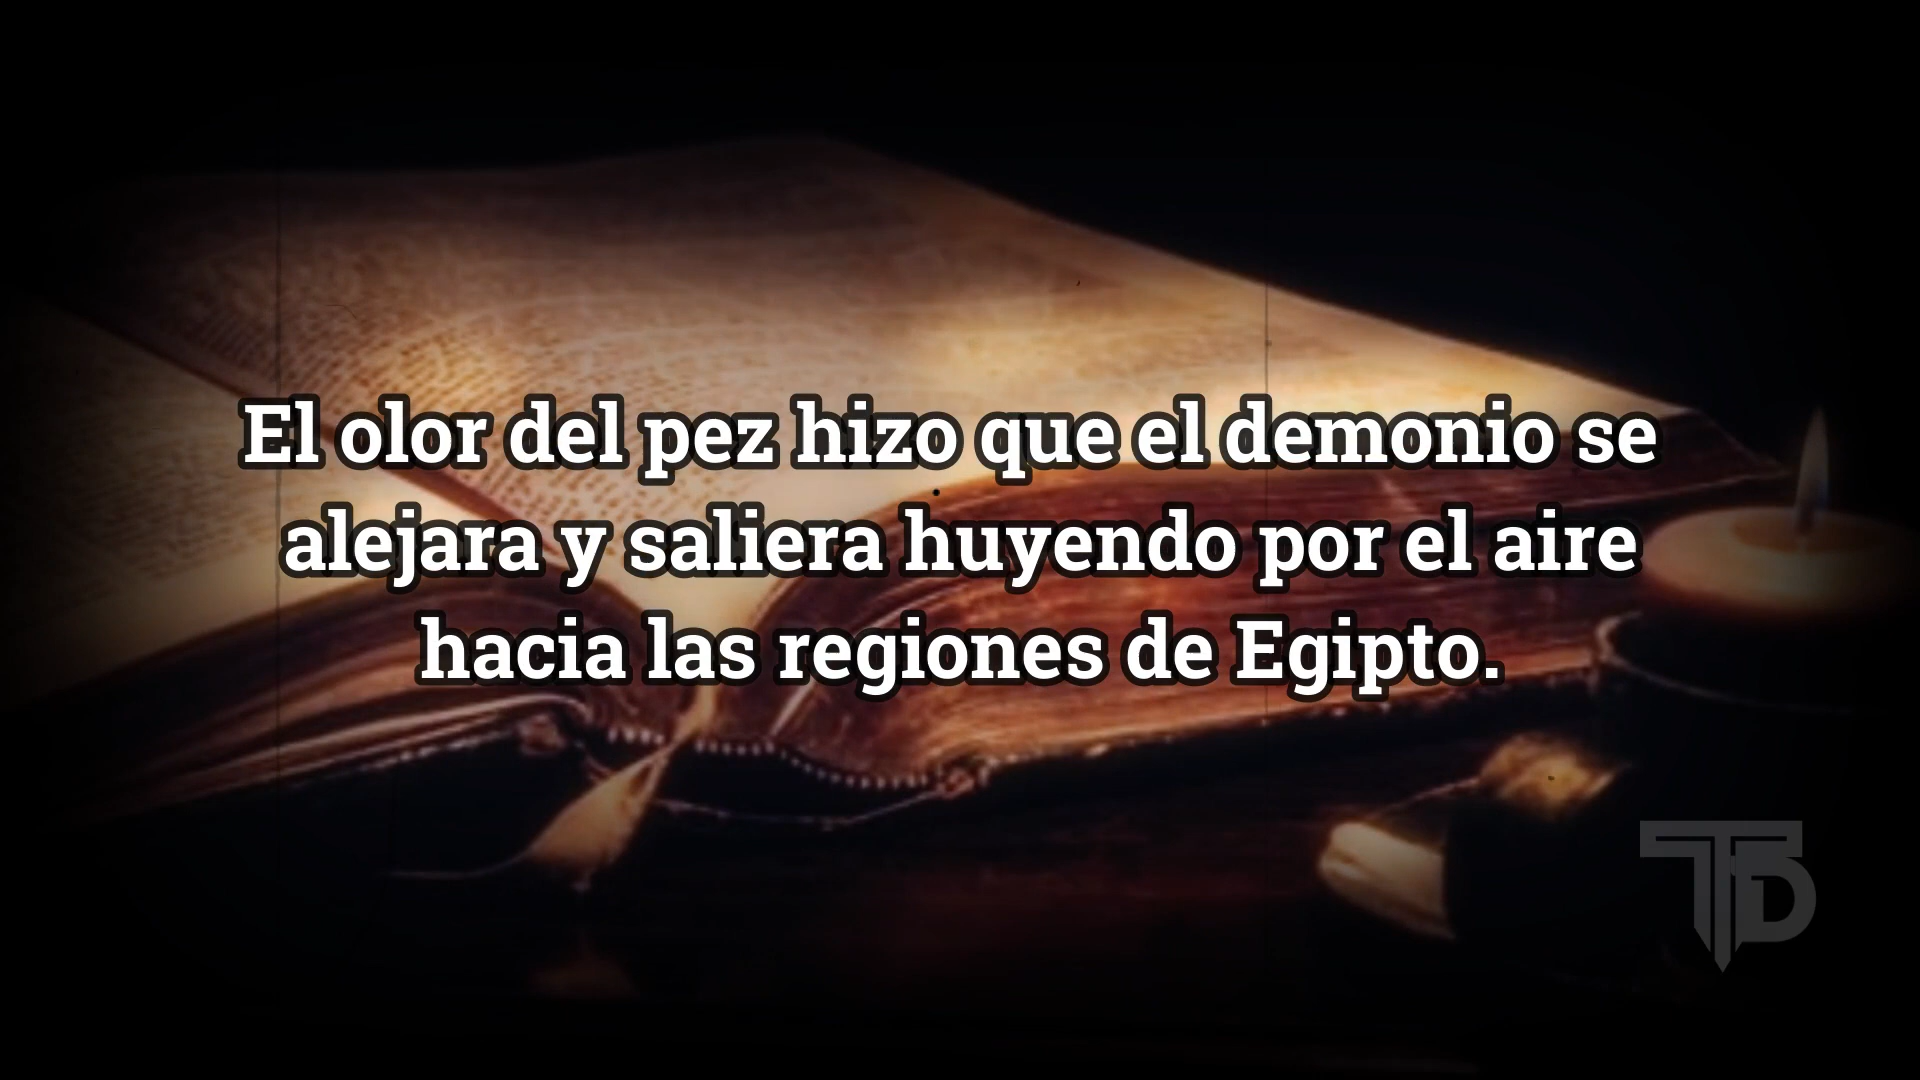 El olor del pez hizo que el demonio se
alejara y saliera huyendo por el aire
hacia las regiones de Egipto.